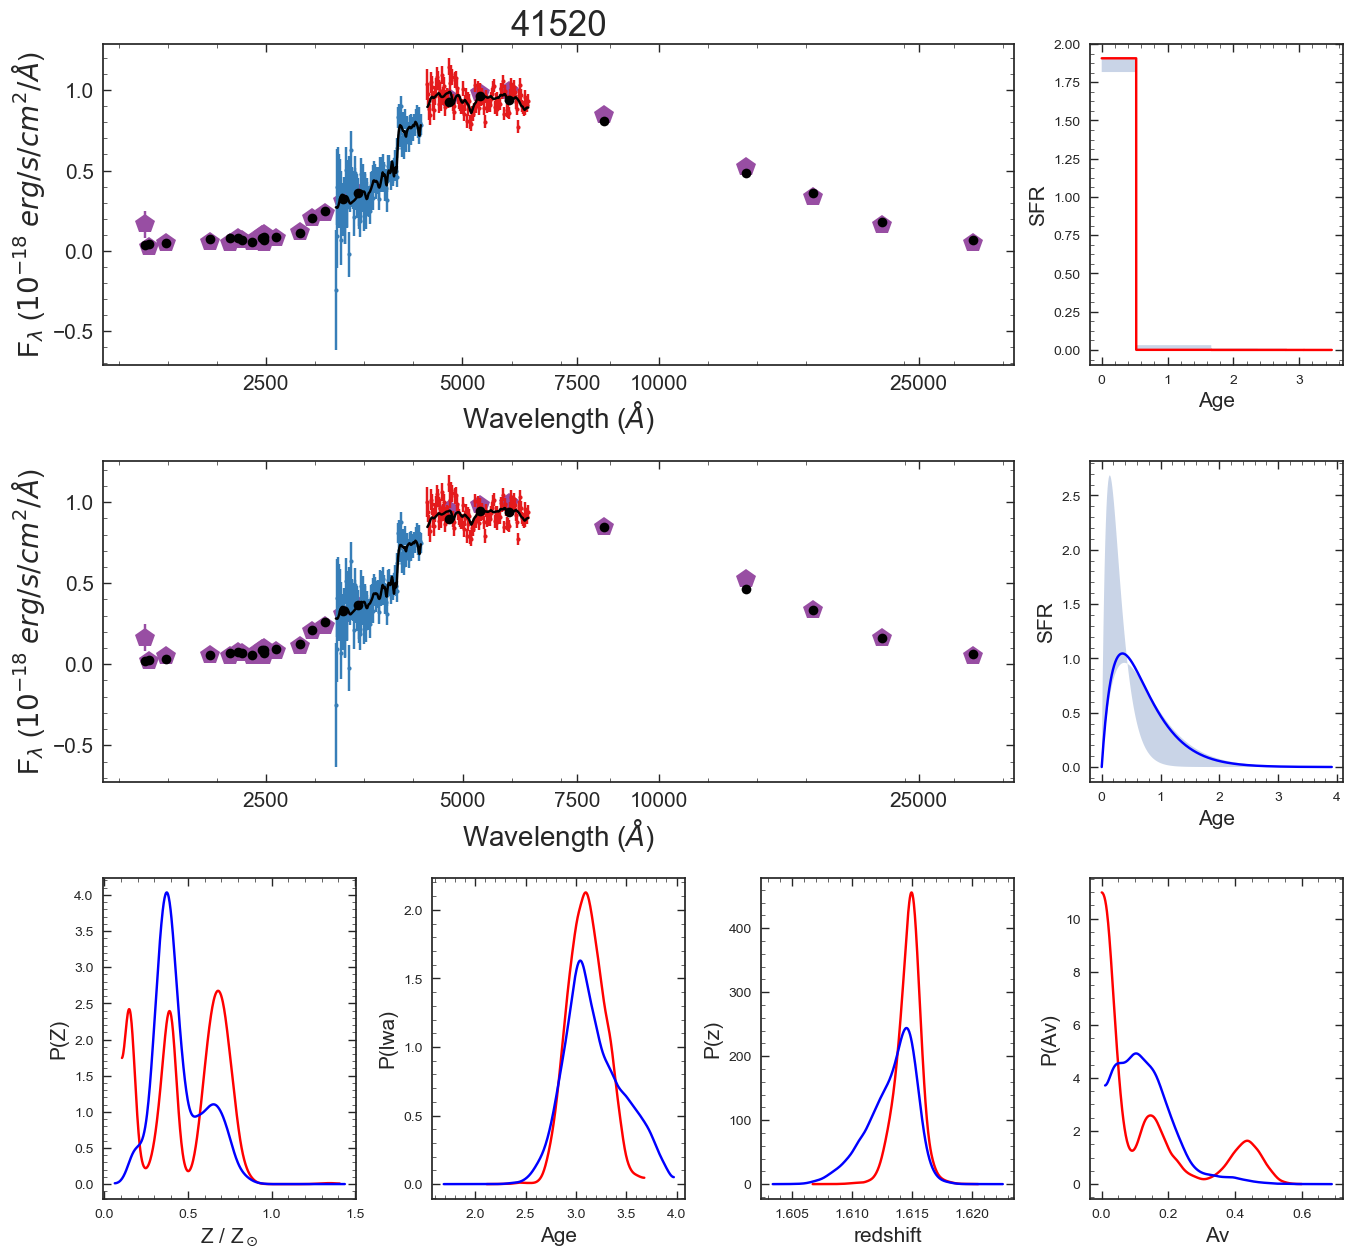 41520
F_λ (10^−18 erg/s/cm^2/Å)
1.0
0.5
0.0
−0.5
2500 5000 7500 10000 25000
Wavelength (Å)
SFR
2.00
1.75
1.50
1.25
1.00
0.75
0.50
0.25
0.00
0 1 2 3
Age
F_λ (10^−18 erg/s/cm^2/Å)
1.0
0.5
0.0
−0.5
2500 5000 7500 10000 25000
Wavelength (Å)
SFR
2.5
2.0
1.5
1.0
0.5
0.0
0 1 2 3 4
Age
P(Z)
4.0
3.5
3.0
2.5
2.0
1.5
1.0
0.5
0.0
0.0 0.5 1.0 1.5
Z / Z_⊙
P(lwa)
2.0
1.5
1.0
0.5
0.0
2.0 2.5 3.0 3.5 4.0
Age
P(z)
400
300
200
100
0
1.605 1.610 1.615 1.620
redshift
P(Av)
10
8
6
4
2
0
0.0 0.2 0.4 0.6
Av